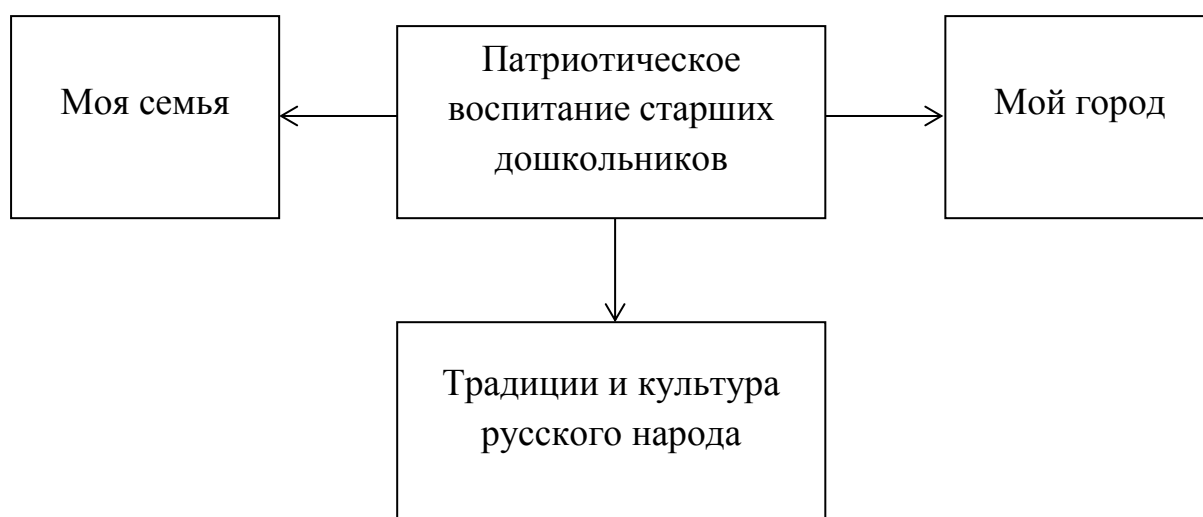 Моя семья
Патриотическое
воспитание старших
дошкольников
Мой город
Традиции и культура
русского народа